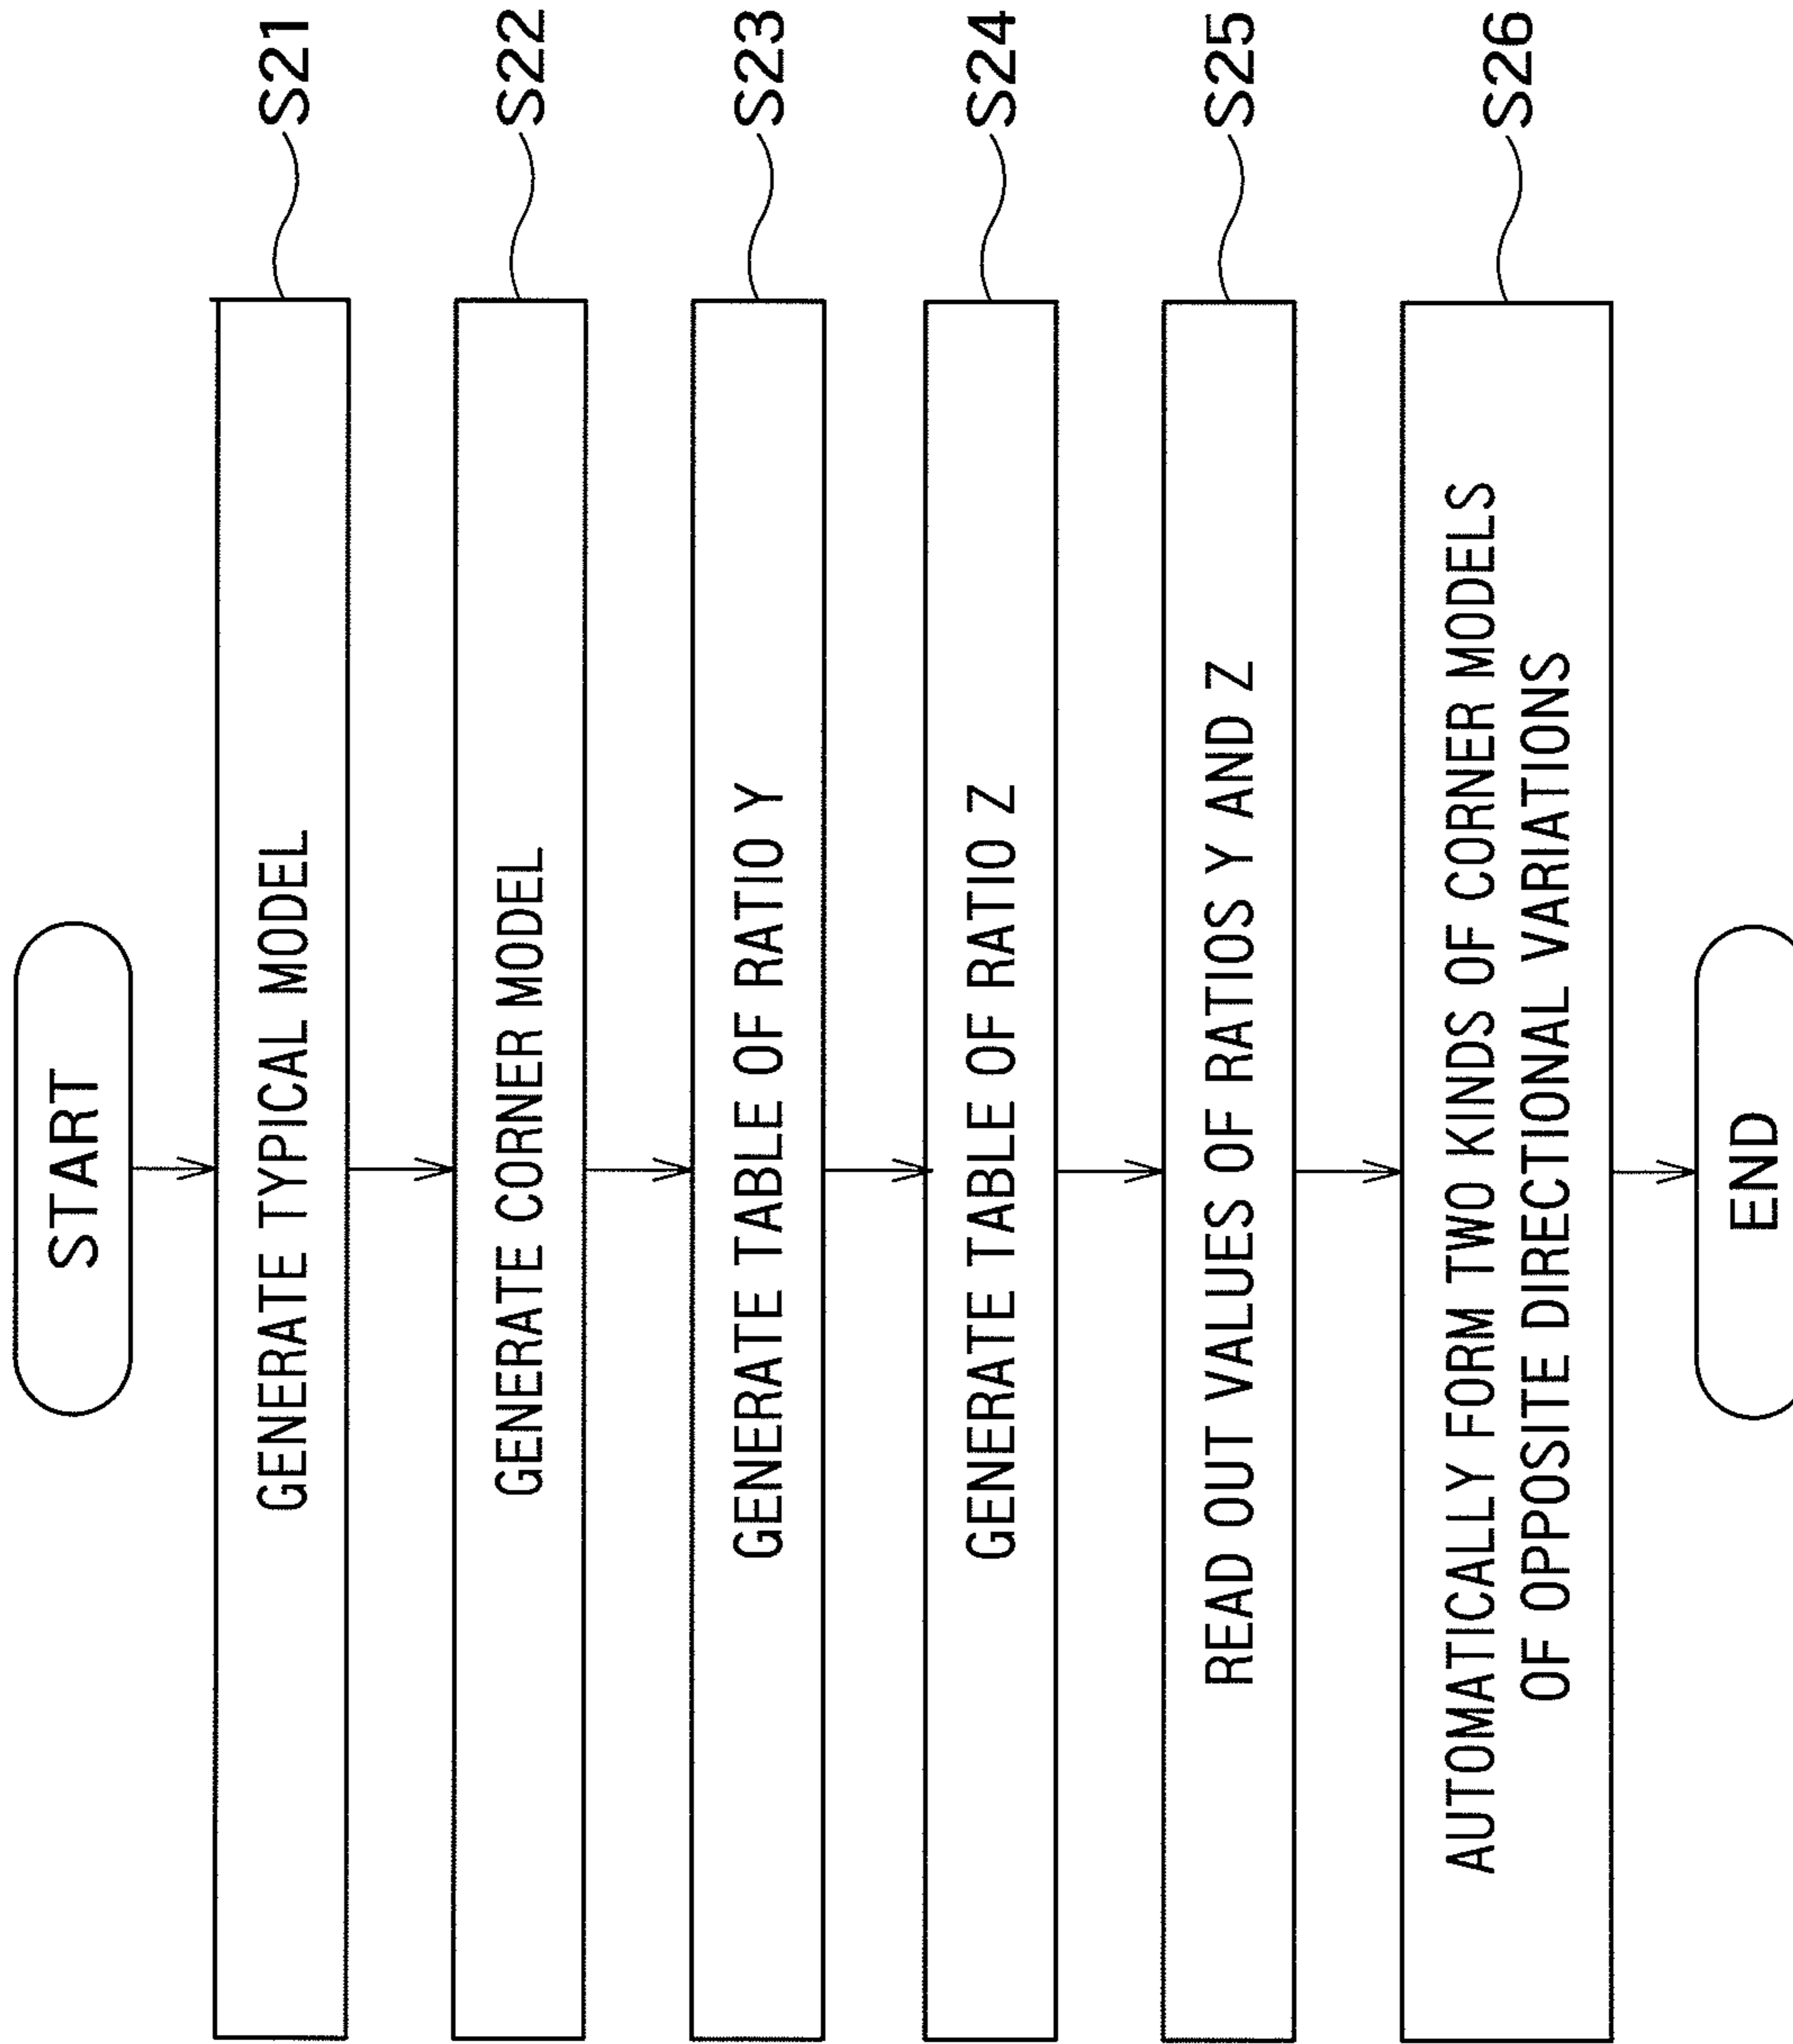 START
GENERATE TYPICAL MODEL
S21
GENERATE CORNER MODEL
S22
GENERATE TABLE OF RATIO Y
S23
GENERATE TABLE OF RATIO Z
S24
READ OUT VALUES OF RATIOS Y AND Z
S25
AUTOMATICALLY FORM TWO KINDS OF CORNER MODELS
OF OPPOSITE DIRECTIONAL VARIATIONS
S26
END